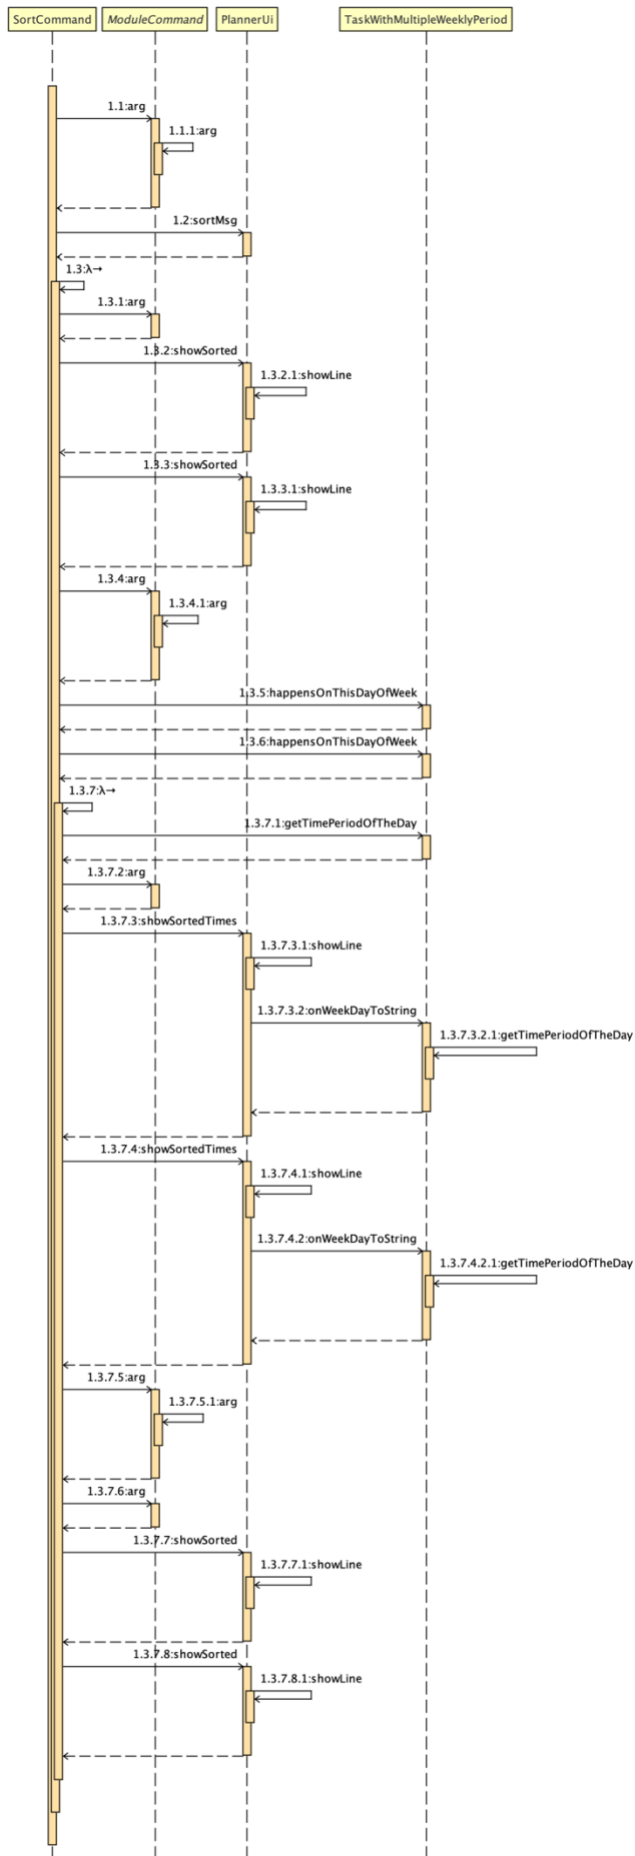 SortCommand ModuleCommand PlannerUi TaskWithMultipleWeeklyPeriod
1.1:arg
1.1.1:arg
1.2:sortMsg
1.3:λ→
1.3.1:arg
1.3.2:showSorted
1.3.2.1:showLine
1.3.3:showSorted
1.3.3.1:showLine
1.3.4:arg
1.3.4.1:arg
1.3.5:happensOnThisDayOfWeek
1.3.6:happensOnThisDayOfWeek
1.3.7:λ→
1.3.7.1:getTimePeriodOfTheDay
1.3.7.2:arg
1.3.7.3:showSortedTimes
1.3.7.3.1:showLine
1.3.7.3.2:onWeekDayToString
1.3.7.3.2.1:getTimePeriodOfTheDay
1.3.7.4:showSortedTimes
1.3.7.4.1:showLine
1.3.7.4.2:onWeekDayToString
1.3.7.4.2.1:getTimePeriodOfTheDay
1.3.7.5:arg
1.3.7.5.1:arg
1.3.7.6:arg
1.3.7.7:showSorted
1.3.7.7.1:showLine
1.3.7.8:showSorted
1.3.7.8.1:showLine